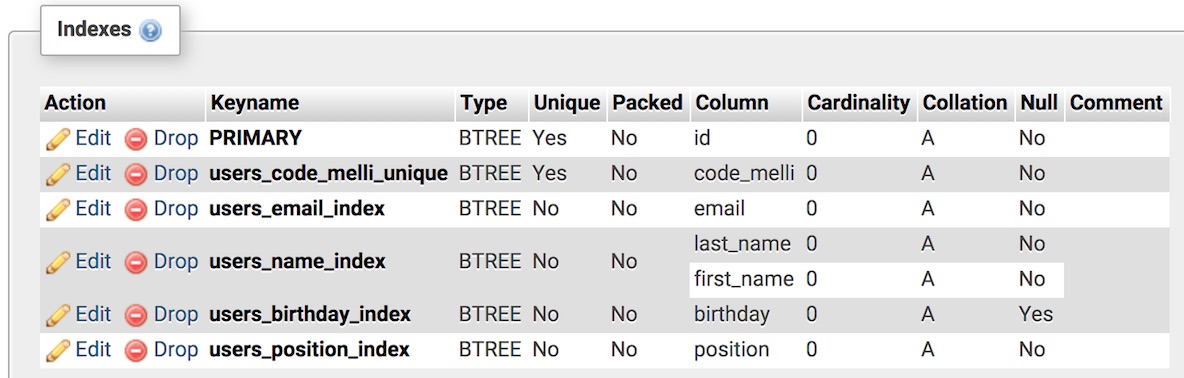 Indexes
Action Keyname Type Unique Packed Column Cardinality Collation Null Comment
Edit Drop PRIMARY BTREE Yes No id 0 A No
Edit Drop users_code_melli_unique BTREE Yes No code_melli 0 A No
Edit Drop users_email_index BTREE No No email 0 A No
Edit Drop users_name_index BTREE No No last_name 0 A No
first_name 0 A No
Edit Drop users_birthday_index BTREE No No birthday 0 A Yes
Edit Drop users_position_index BTREE No No position 0 A No